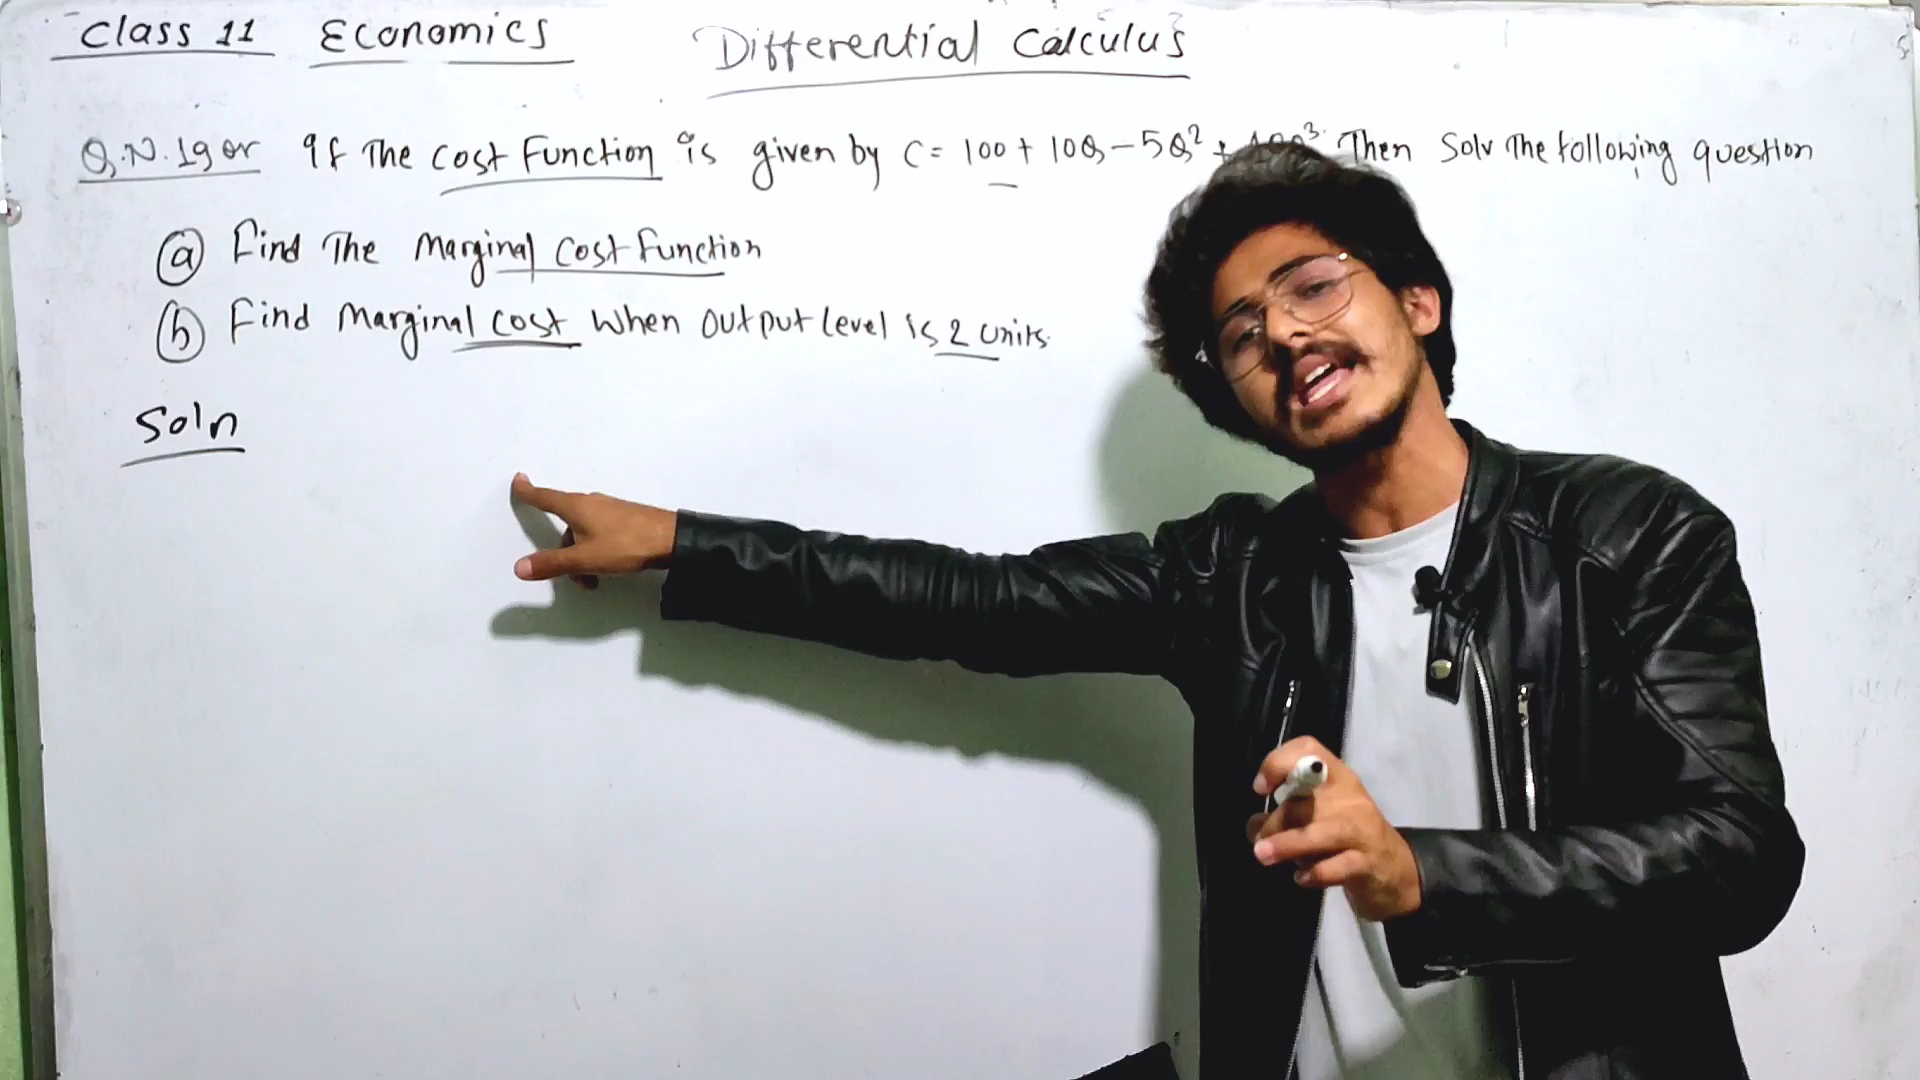 Class 11 Economics Differential Calculus
Q.N.19 or If The Cost Function is given by C = 100 + 10Q - 5Q² + Then Solv The following question
(a) Find The Marginal Cost Function
(b) Find Marginal Cost When Output Level is 2 Units.
Soln